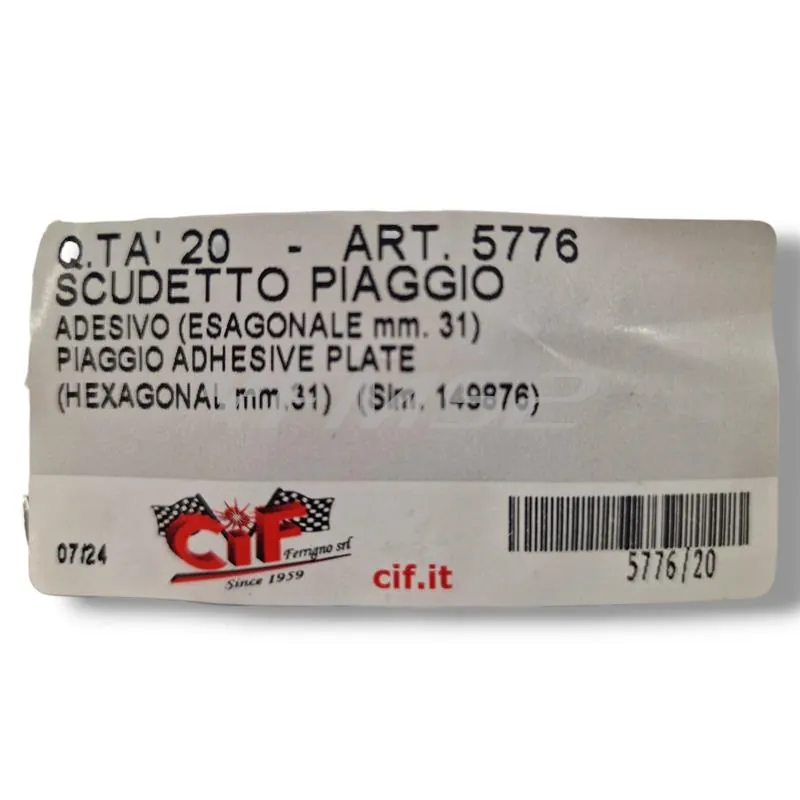 Q.TA' 20 - ART. 5776
SCUDETTO PIAGGIO
ADESIVO (ESAGONALE mm. 31)
PIAGGIO ADHESIVE PLATE
(HEXAGONAL mm.31) (Sim. 149876)
07/24
CiF
Ferrigno srl
Since 1959
cif.it
5776/20